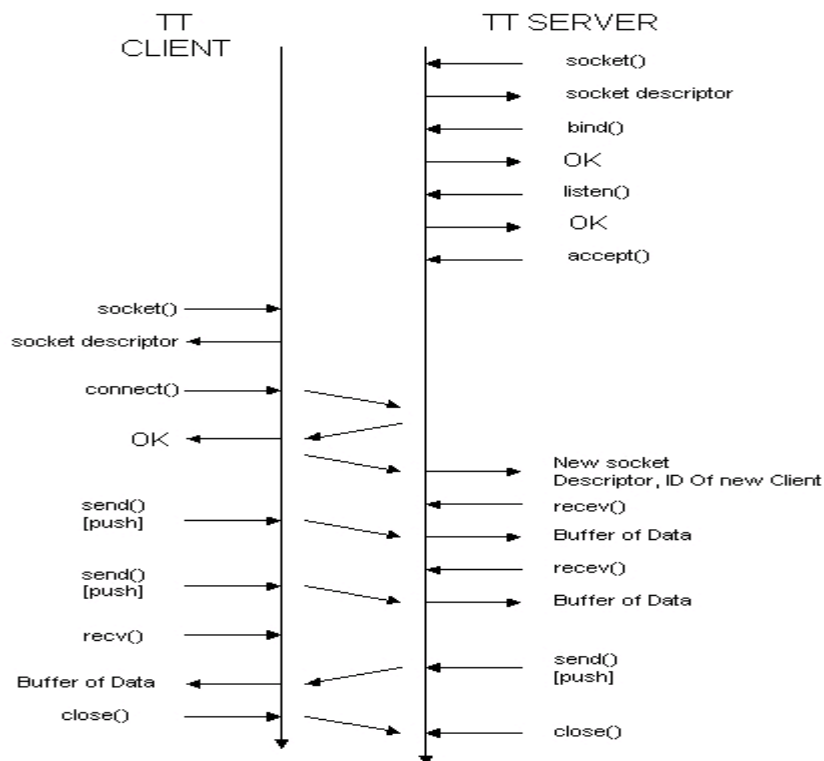 TT
CLIENT
TT SERVER
socket()
socket descriptor
bind()
OK
listen()
OK
accept()
socket()
socket descriptor
connect()
OK
New socket
Descriptor, ID Of new Client
recev()
send()
[push]
Buffer of Data
recev()
send()
[push]
Buffer of Data
recv()
send()
[push]
Buffer of Data
close()
close()